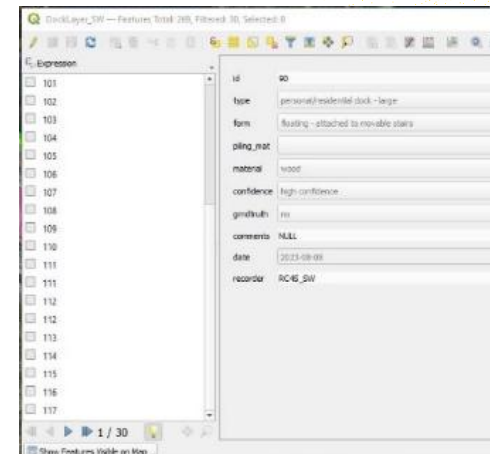 DockLayer_SW — Features Total: 269, Filtered: 30, Selected: 0
Expression
101
102
103
104
105
106
107
108
109
110
111
111
112
112
113
114
115
116
117
id 90
type personal/residential dock - large
form floating - attached to movable stairs
piling_mat
material wood
confidence high confidence
grndtruth no
comments NULL
date 2023-08-09
recorder RC45_SW
1 / 30
Show Features Visible on Map